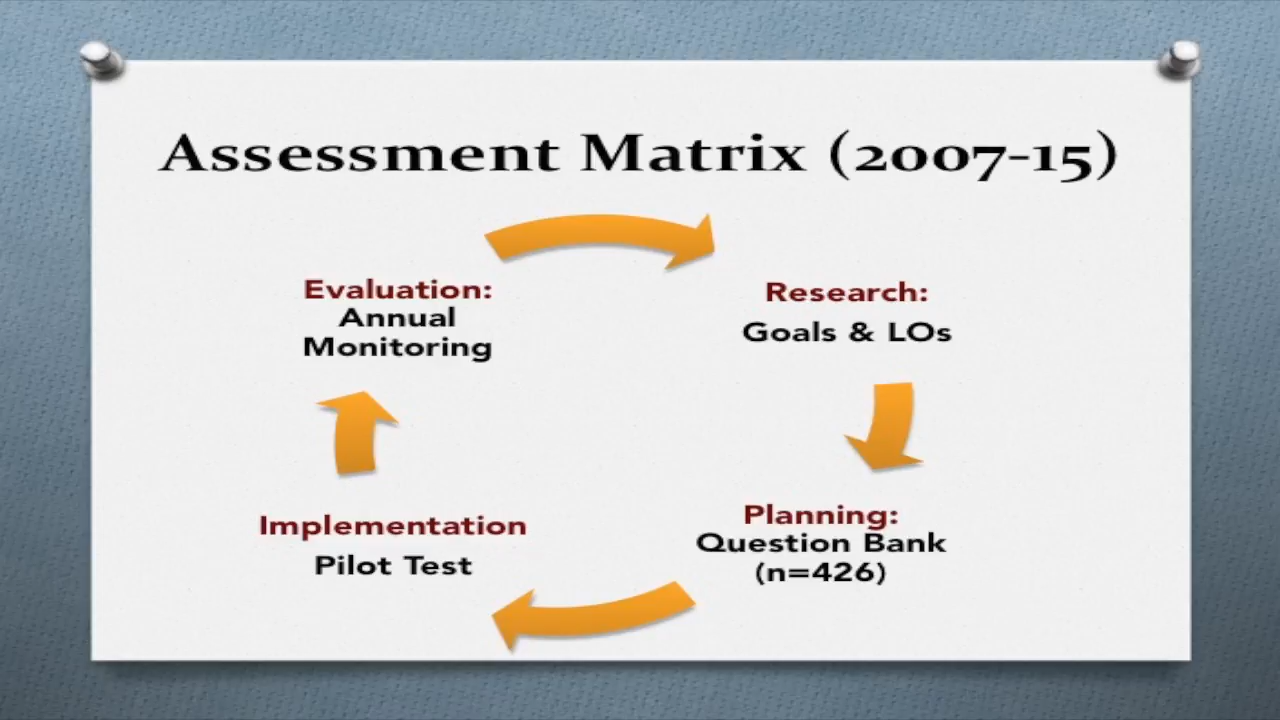 Assessment Matrix (2007-15)
Evaluation:
Annual
Monitoring
Research:
Goals & LOs
Planning:
Question Bank
(n=426)
Implementation
Pilot Test